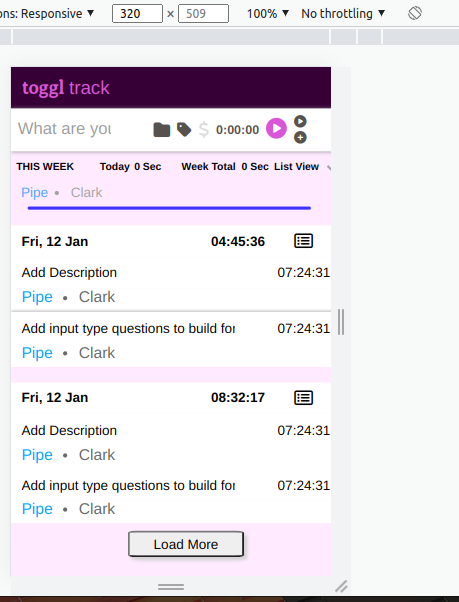 ons: Responsive ▼ 320 × 509 100% ▼ No throttling ▼
toggl track
What are you $ 0:00:00
THIS WEEK Today 0 Sec Week Total 0 Sec List View
Pipe • Clark
Fri, 12 Jan 04:45:36
Add Description 07:24:31
Pipe • Clark
Add input type questions to build for 07:24:31
Pipe • Clark
Fri, 12 Jan 08:32:17
Add Description 07:24:31
Pipe • Clark
Add input type questions to build for 07:24:31
Pipe • Clark
Load More